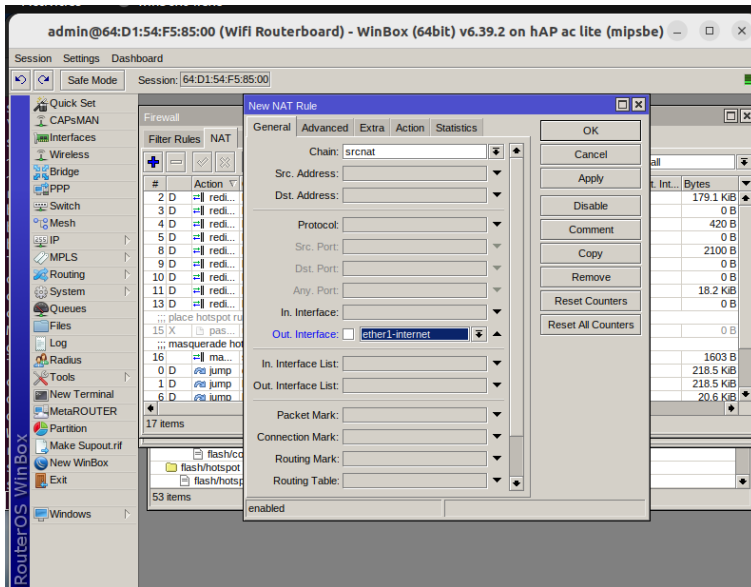 admin@64:D1:54:F5:85:00 (Wifi Routerboard) - WinBox (64bit) v6.39.2 on hAP ac lite (mipsbe)
Session Settings Dashboard
Safe Mode Session: 64:D1:54:F5:85:00
Quick Set
CAPsMAN
Interfaces
Wireless
Bridge
PPP
Switch
Mesh
IP
MPLS
Routing
System
Queues
Files
Log
Radius
Tools
New Terminal
MetaROUTER
Partition
Make Supout.rif
New WinBox
Exit
Windows
RouterOS WinBox
Firewall
Filter Rules NAT
# Action
2 D redi...
3 D redi...
4 D redi...
5 D redi...
8 D redi...
9 D redi...
10 D redi...
11 D redi...
13 D redi...
;;; place hotspot ru
15 X pas...
;;; masquerade hot
16 ma...
0 D jump
1 D jump
6 D jump
17 items
flash/co
flash/hotspot
flash/hotsp
53 items
New NAT Rule
General Advanced Extra Action Statistics
Chain: srcnat
Src. Address:
Dst. Address:
Protocol:
Src. Port:
Dst. Port:
Any. Port:
In. Interface:
Out. Interface: ether1-internet
In. Interface List:
Out. Interface List:
Packet Mark:
Connection Mark:
Routing Mark:
Routing Table:
enabled
OK
Cancel
Apply
Disable
Comment
Copy
Remove
Reset Counters
Reset All Counters
all
t. Int... Bytes
179.1 KiB
0 B
420 B
0 B
2100 B
0 B
0 B
18.2 KiB
0 B
0 B
1603 B
218.5 KiB
218.5 KiB
20.6 KiB